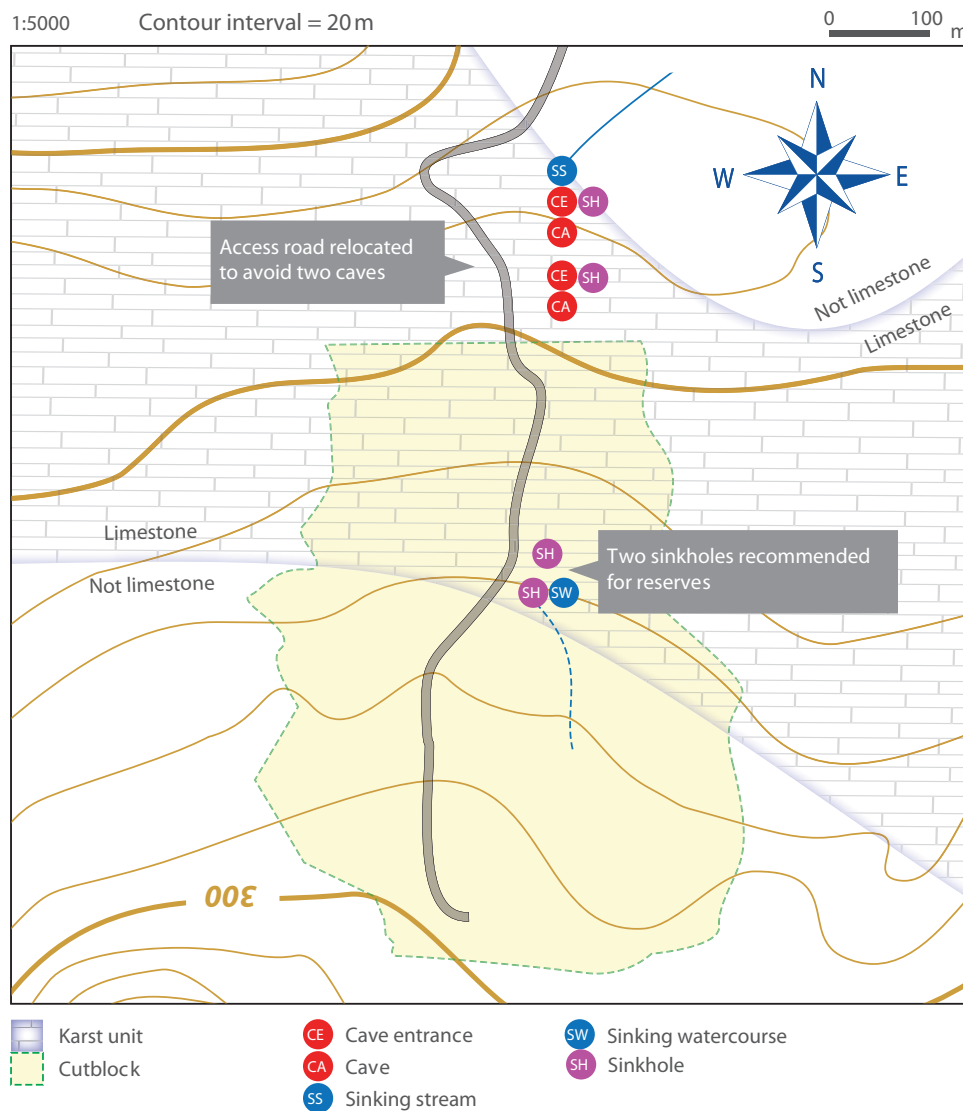 1:5000
Contour interval = 20 m
0 100
m
N
W E
S
SS
CE SH
CA
Access road relocated
to avoid two caves
CE SH
CA
Not limestone
Limestone
Limestone
Not limestone
SH
Two sinkholes recommended
for reserves
SH SW
300
Karst unit
Cutblock
CE Cave entrance
CA Cave
SS Sinking stream
SW Sinking watercourse
SH Sinkhole